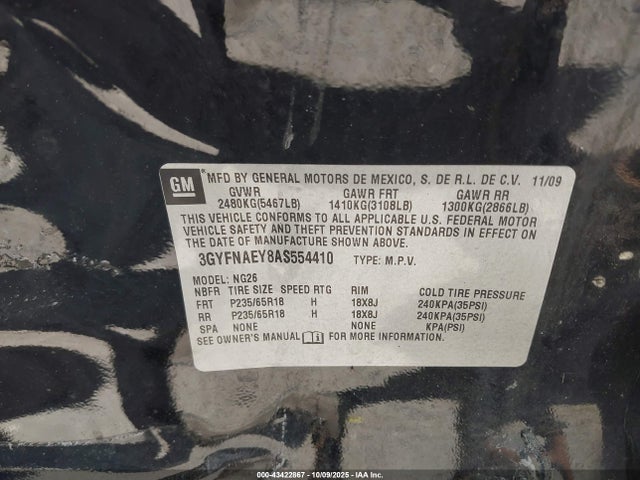 GM
MFD BY GENERAL MOTORS DE MEXICO, S. DE R.L. DE C.V. 11/09
GVWR GAWR FRT GAWR RR
2480KG(5467LB) 1410KG(3108LB) 1300KG(2866LB)
THIS VEHICLE CONFORMS TO ALL APPLICABLE U.S. FEDERAL MOTOR
VEHICLE SAFETY AND THEFT PREVENTION STANDARDS IN EFFECT ON
THE DATE OF MANUFACTURE SHOWN ABOVE.
3GYFNAEY8AS554410 TYPE: M.P.V.
MODEL: NG26
NBFR TIRE SIZE SPEED RTG RIM COLD TIRE PRESSURE
FRT P235/65R18 H 18X8J 240KPA(35PSI)
RR P235/65R18 H 18X8J 240KPA(35PSI)
SPA NONE NONE KPA(PSI)
SEE OWNER'S MANUAL FOR MORE INFORMATION
000-43422867 - 10/09/2025 - IAA, Inc.